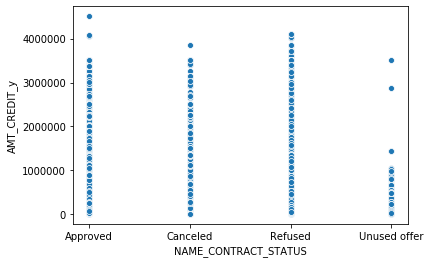 4000000
3000000
2000000
1000000
0
AMT_CREDIT_y
Approved Canceled Refused Unused offer
NAME_CONTRACT_STATUS